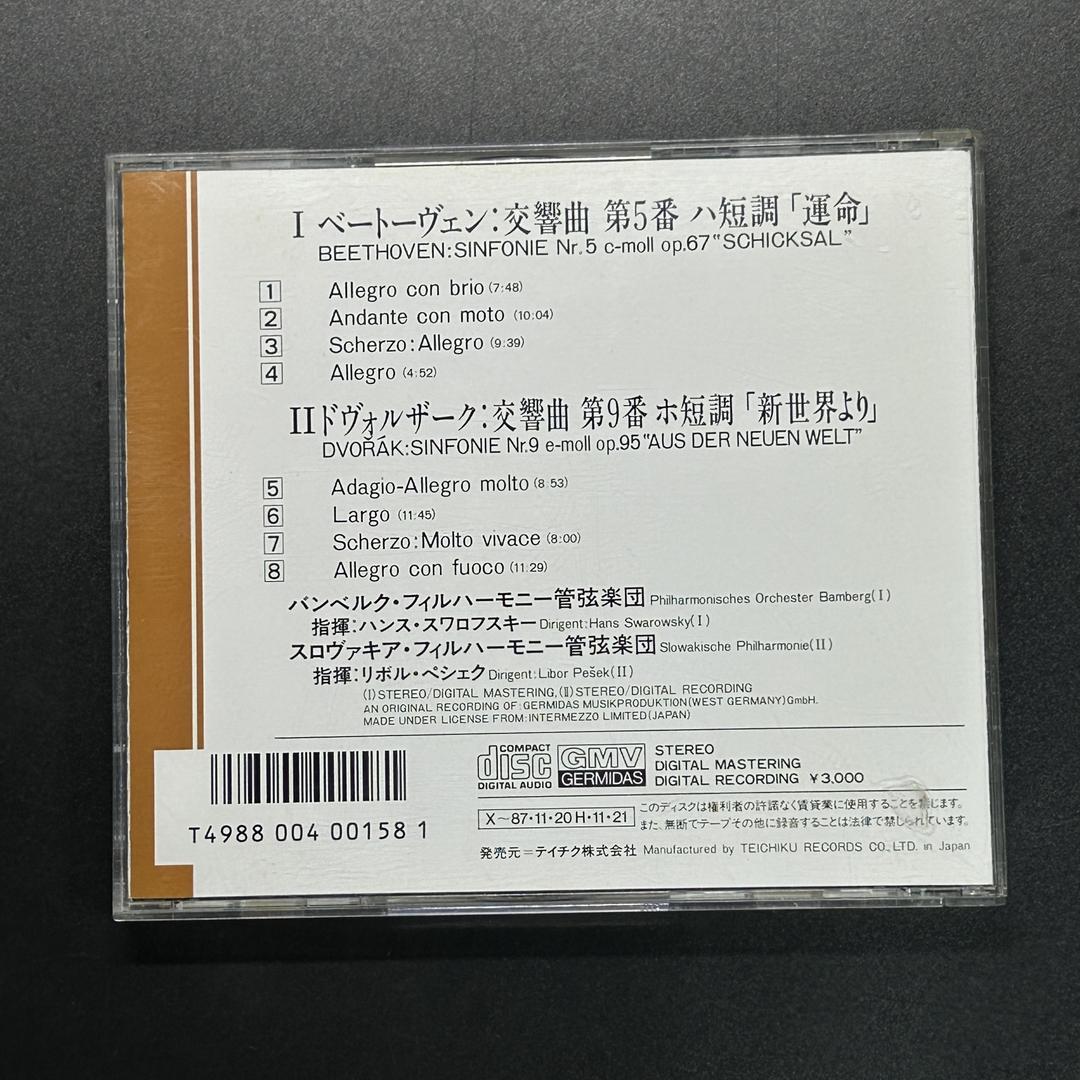 I ベートーヴェン:交響曲 第5番 ハ短調「運命」
BEETHOVEN:SINFONIE Nr.5 c-moll op.67 "SCHICKSAL"
1 Allegro con brio (7:48)
2 Andante con moto (10:04)
3 Scherzo:Allegro (9:39)
4 Allegro (4:52)
II ドヴォルザーク:交響曲 第9番 ホ短調「新世界より」
DVOŘÁK:SINFONIE Nr.9 e-moll op.95 "AUS DER NEUEN WELT"
5 Adagio-Allegro molto (8:53)
6 Largo (11:45)
7 Scherzo:Molto vivace (8:00)
8 Allegro con fuoco (11:29)
バンベルク・フィルハーモニー管弦楽団 Philharmonisches Orchester Bamberg(I)
指揮:ハンス・スワロフスキー Dirigent:Hans Swarowsky(I)
スロヴァキア・フィルハーモニー管弦楽団 Slowakische Philharmonie(II)
指揮:リボル・ペシェク Dirigent:Libor Pešek(II)
(I)STEREO/DIGITAL MASTERING,(II)STEREO/DIGITAL RECORDING
AN ORIGINAL RECORDING OF:GERMIDAS MUSIKPRODUKTION(WEST GERMANY)GmbH.
MADE UNDER LICENSE FROM:INTERMEZZO LIMITED(JAPAN)
COMPACT
disc
DIGITAL AUDIO
GMV
GERMIDAS
STEREO
DIGITAL MASTERING
DIGITAL RECORDING ¥3,000
T4988 004 00158 1
X~87・11・20 H・11・21
このディスクは権利者の許諾なく賃貸業に使用することを禁じます。
また、無断でテープその他に録音することは法律で禁じられています。
発売元=テイチク株式会社 Manufactured by TEICHIKU RECORDS CO.,LTD. in Japan